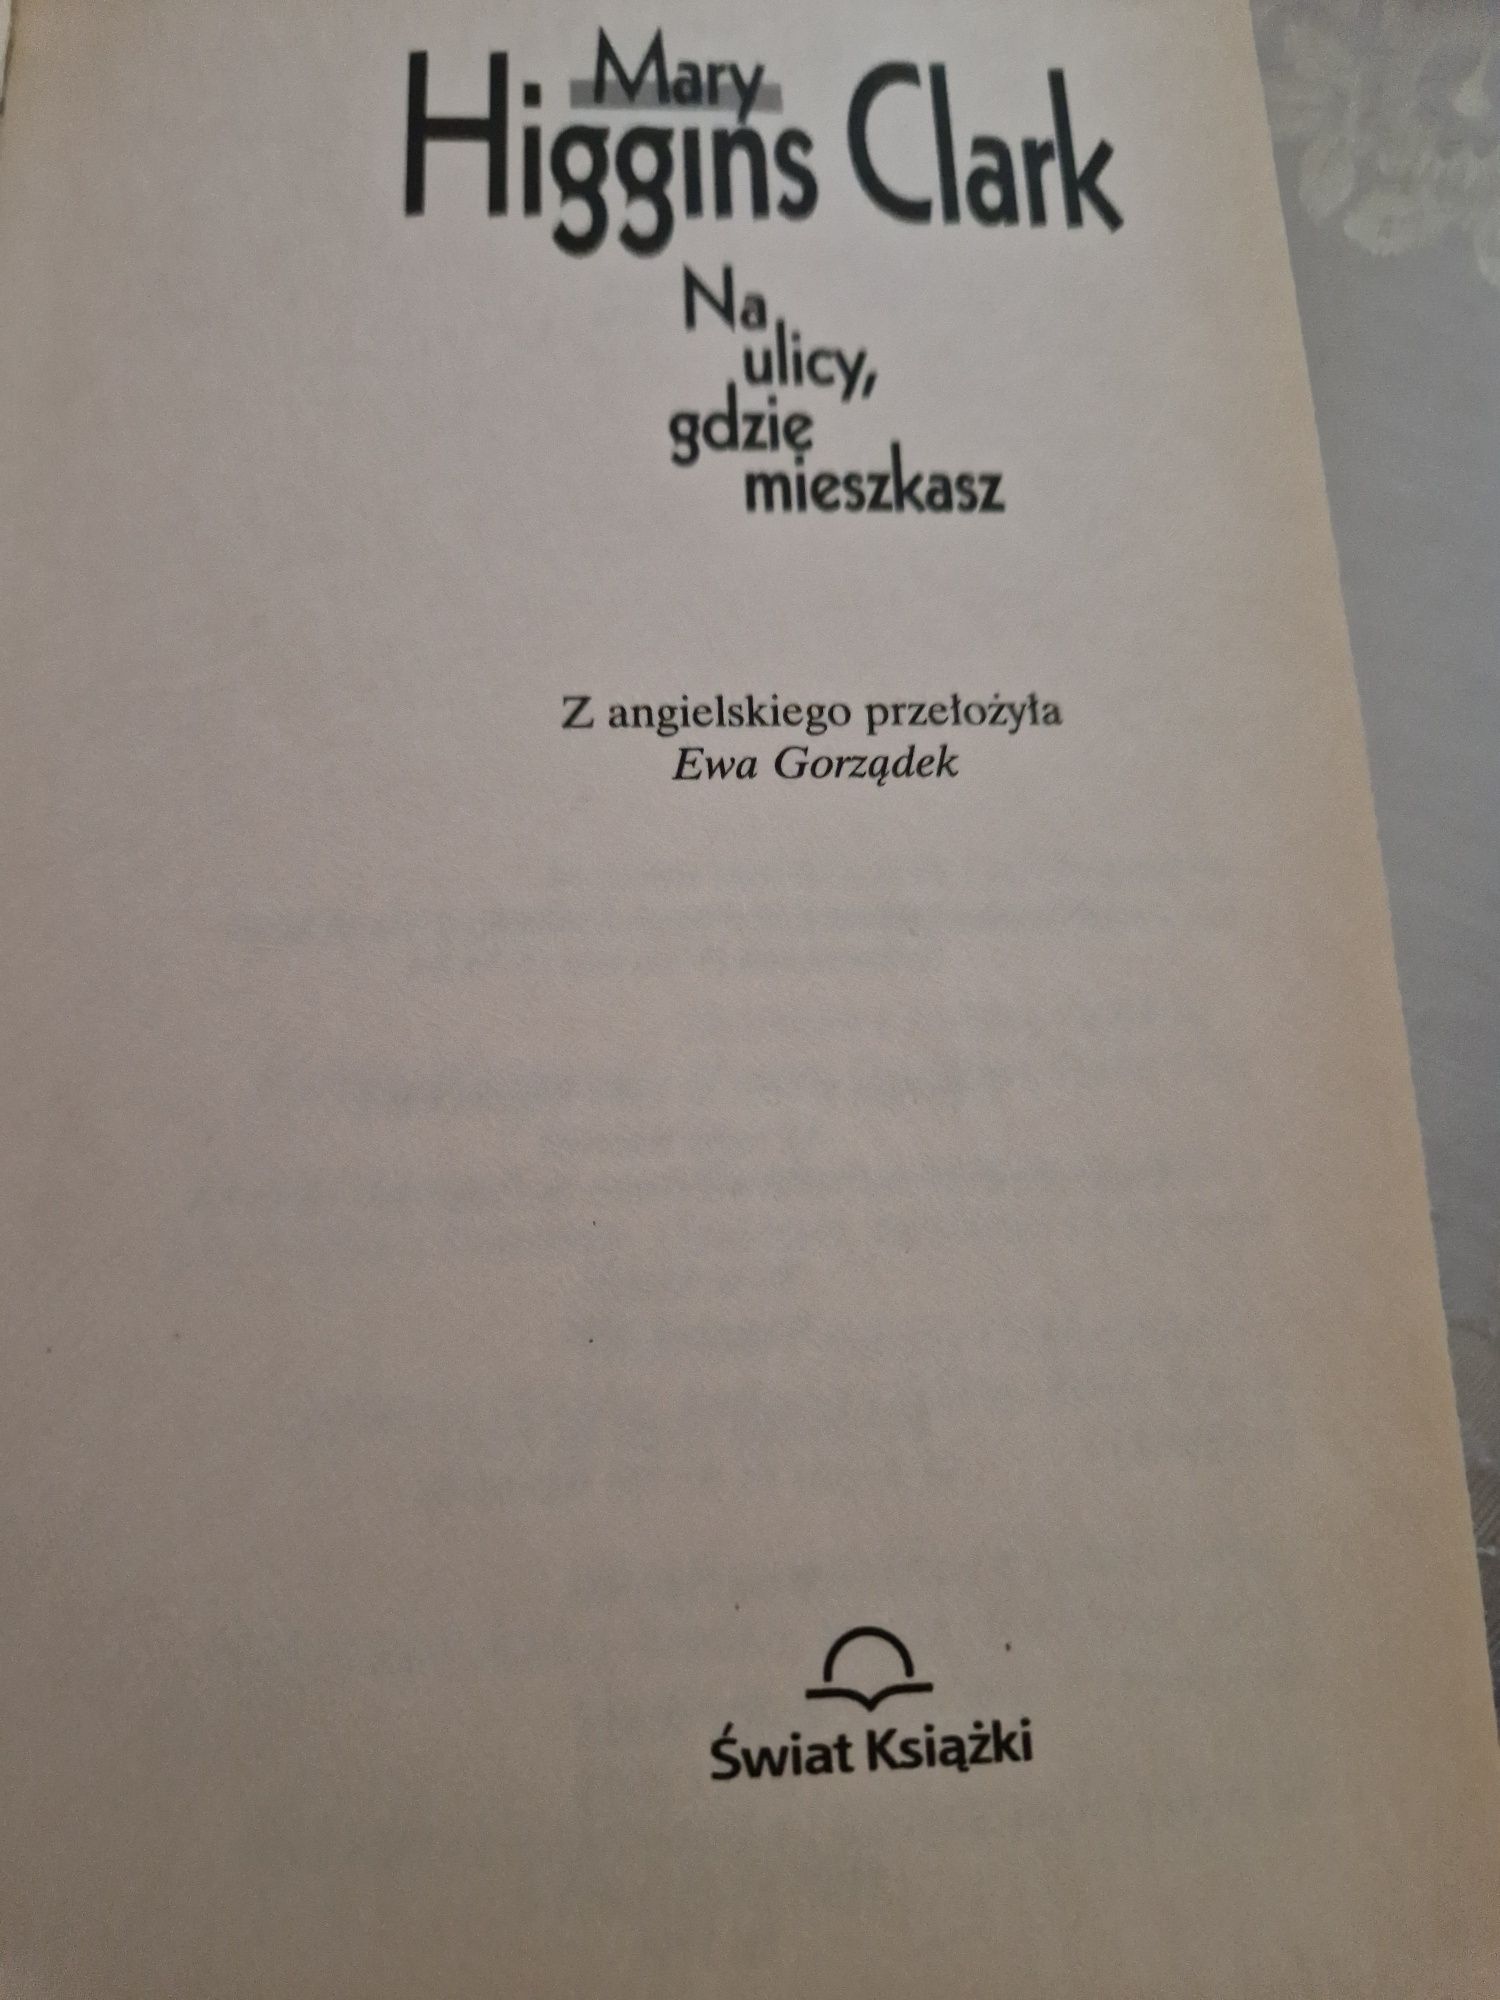 Mary
Higgins Clark
Na
ulicy,
gdzie
mieszkasz
Z angielskiego przełożyła
Ewa Gorządek
Świat Książki